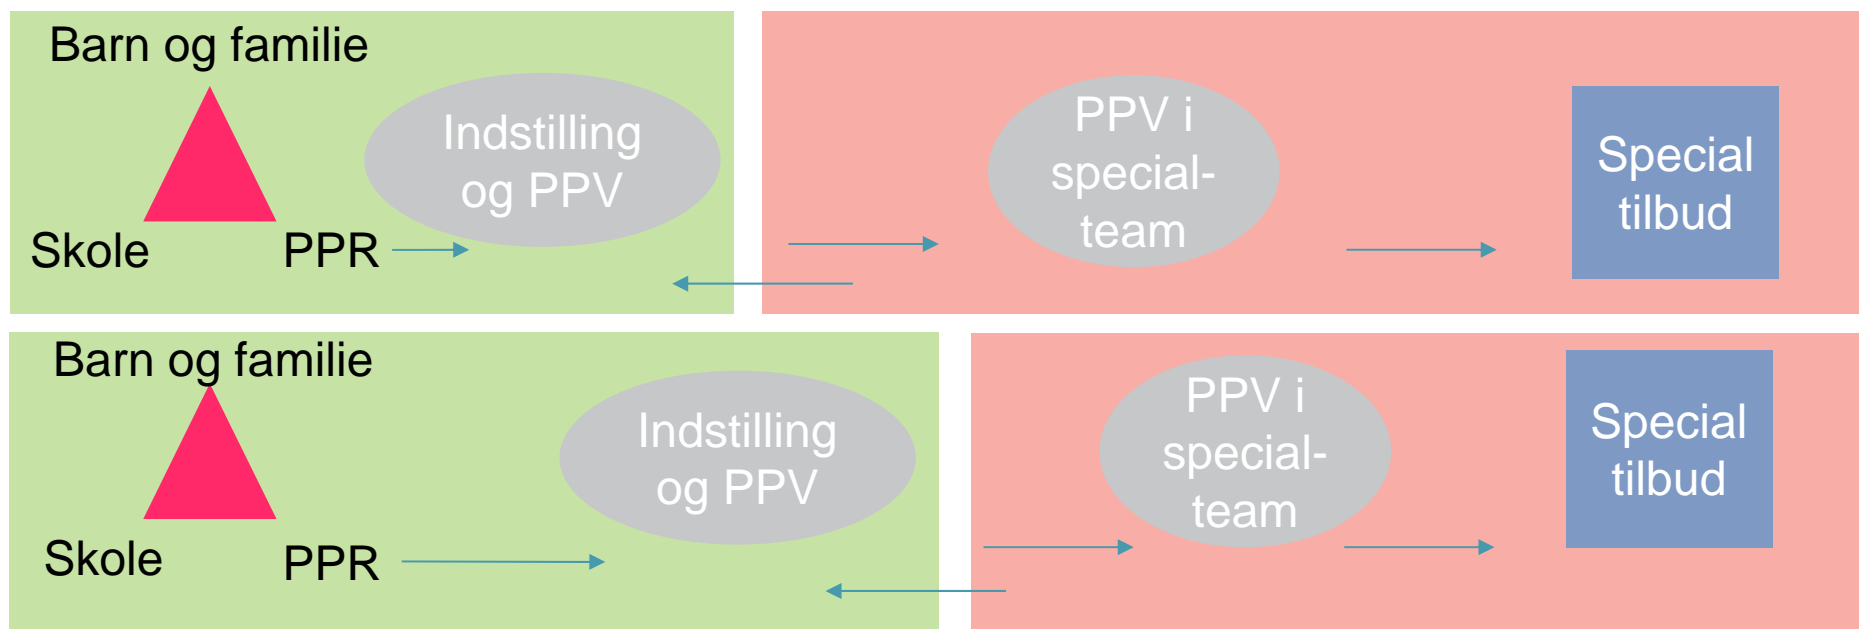 Barn og familie
Indstilling
og PPV
Skole
PPR
PPV i
special-
team
Special
tilbud
Barn og familie
Indstilling
og PPV
Skole
PPR
PPV i
special-
team
Special
tilbud